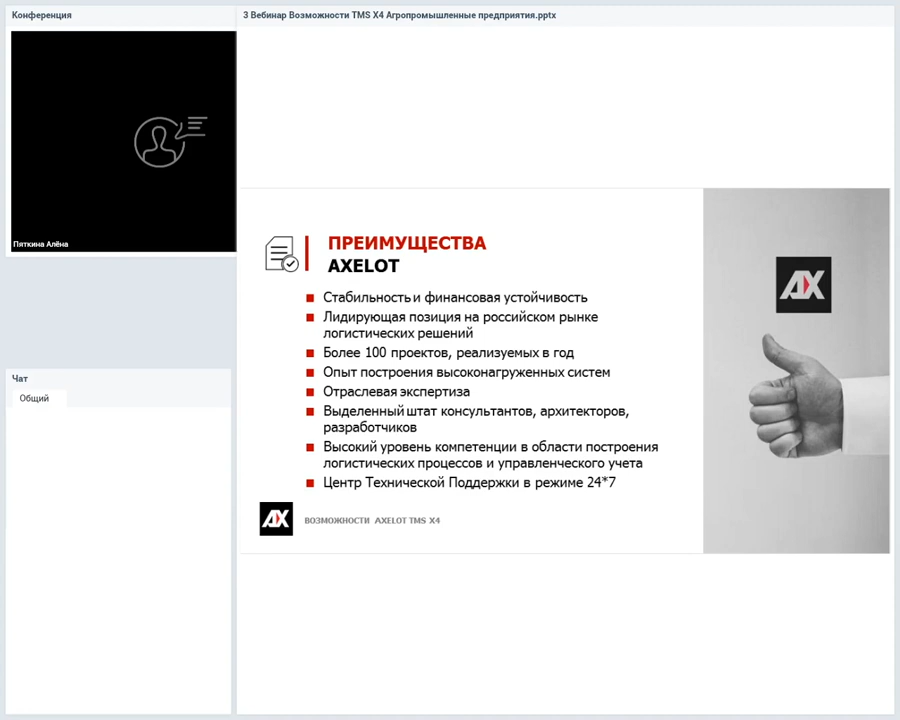 Конференция
3 Вебинар Возможности TMS X4 Агропромышленные предприятия.pptx
Пяткина Алёна
ПРЕИМУЩЕСТВА
AXELOT
Стабильность и финансовая устойчивость
Лидирующая позиция на российском рынке
логистических решений
Более 100 проектов, реализуемых в год
Опыт построения высоконагруженных систем
Отраслевая экспертиза
Выделенный штат консультантов, архитекторов,
разработчиков
Высокий уровень компетенции в области построения
логистических процессов и управленческого учета
Центр Технической Поддержки в режиме 24*7
AX
ВОЗМОЖНОСТИ AXELOT TMS X4
AX
Чат
Общий